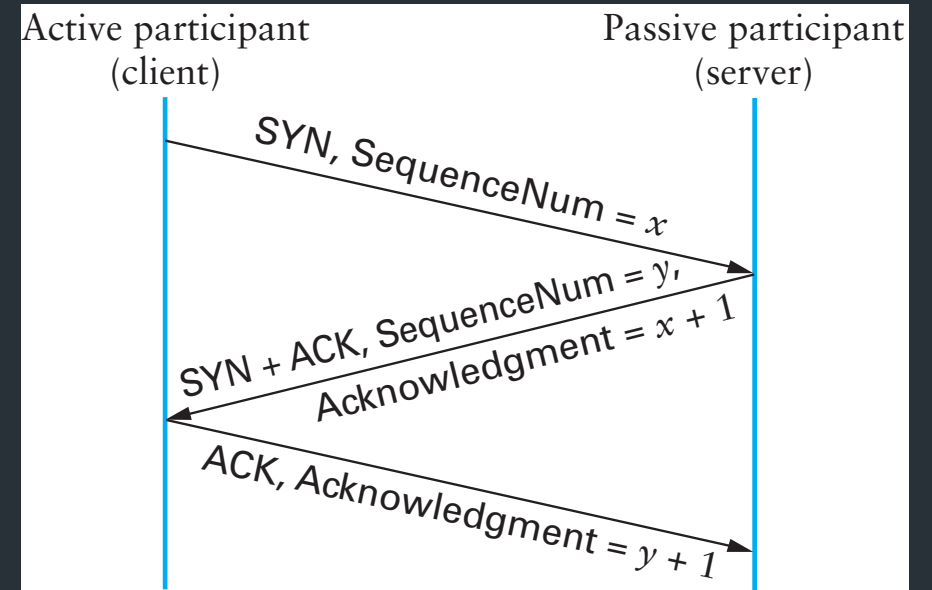 Active participant
(client)
Passive participant
(server)
SYN, SequenceNum = x
SYN + ACK, SequenceNum = y,
Acknowledgment = x + 1
ACK, Acknowledgment = y + 1